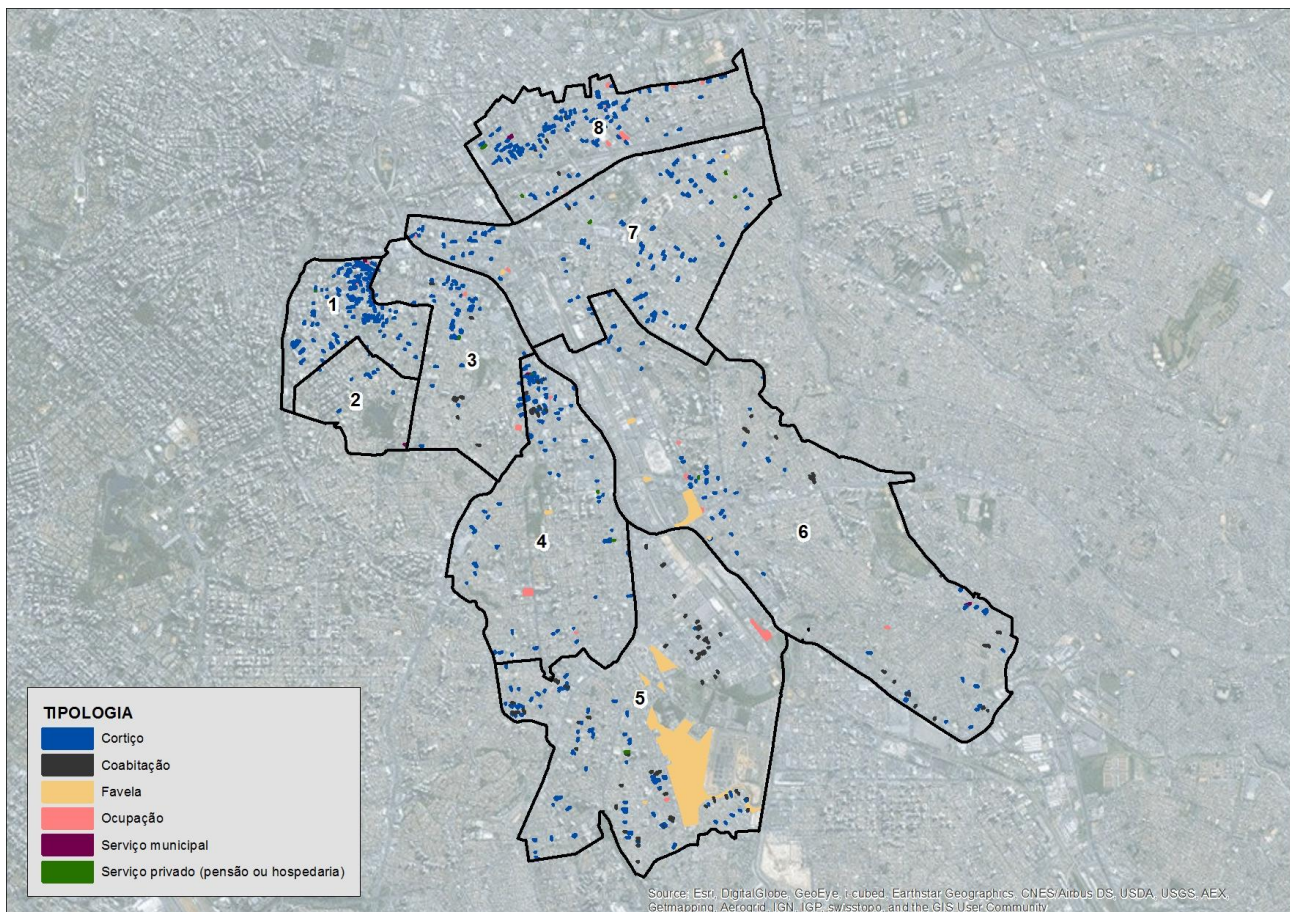 8
7
1
3
2
6
4
5
TIPOLOGIA
Cortiço
Coabitação
Favela
Ocupação
Serviço municipal
Serviço privado (pensão ou hospedaria)
Source: Esri, DigitalGlobe, GeoEye, i-cubed, Earthstar Geographics, CNES/Airbus DS, USDA, USGS, AEX,
Getmapping, Aerogrid, IGN, IGP, swisstopo, and the GIS User Community